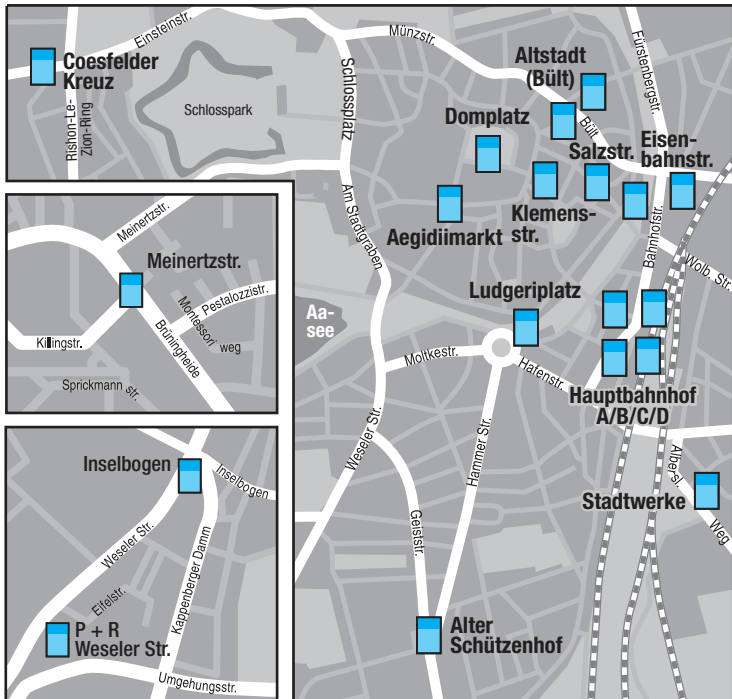 Coesfelder
Kreuz
Einsteinstr.
Rishon-Le-
Zion-Ring
Schlosspark
Schlossplatz
Münzstr.
Altstadt
(Bült)
Bült
Fürstenbergstr.
Domplatz
Salzstr.
Eisen-
bahnstr.
Klemens-
str.
Aegidiimarkt
Am Stadtgraben
Bahnhofstr.
Wolb. Str.
Meinertzstr.
Meinertzstr.
Pestalozzistr.
Montessori
weg
Brüningheide
Killingstr.
Sprickmann str.
Aa-
see
Ludgeriplatz
Moltkestr.
Hafenstr.
Hauptbahnhof
A/B/C/D
Weseler Str.
Hammer Str.
Geiststr.
Albersl.
Weg
Stadtwerke
Alter
Schützenhof
Inselbogen
Inselbogen
Weseler Str.
Kappenberger Damm
Eifelstr.
P + R
Weseler Str.
Umgehungsstr.